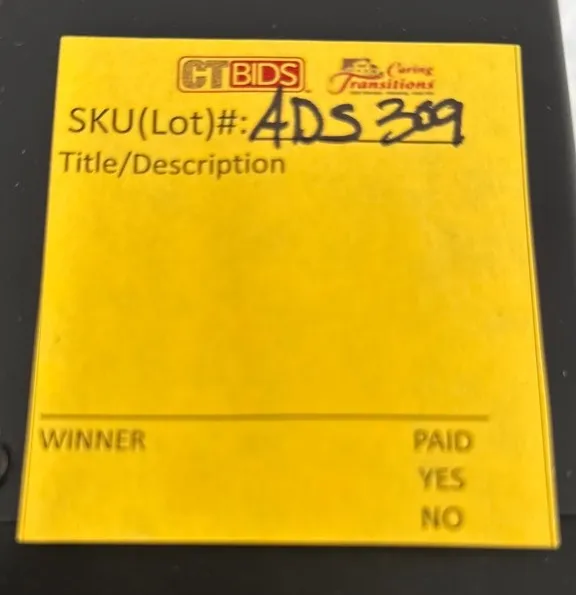 CTBIDS Caring
Transitions
SKU(Lot)#: ADS 309
Title/Description
WINNER PAID
YES
NO